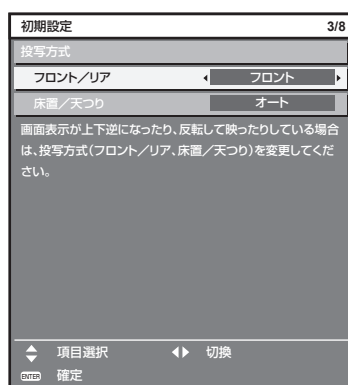 初期設定 3/8
投写方式
フロント/リア フロント
床置/天つり オート
画面表示が上下逆になったり、反転して映ったりしている場合
は、投写方式(フロント/リア、床置/天つり)を変更してくだ
さい。
項目選択 切換
ENTER 確定